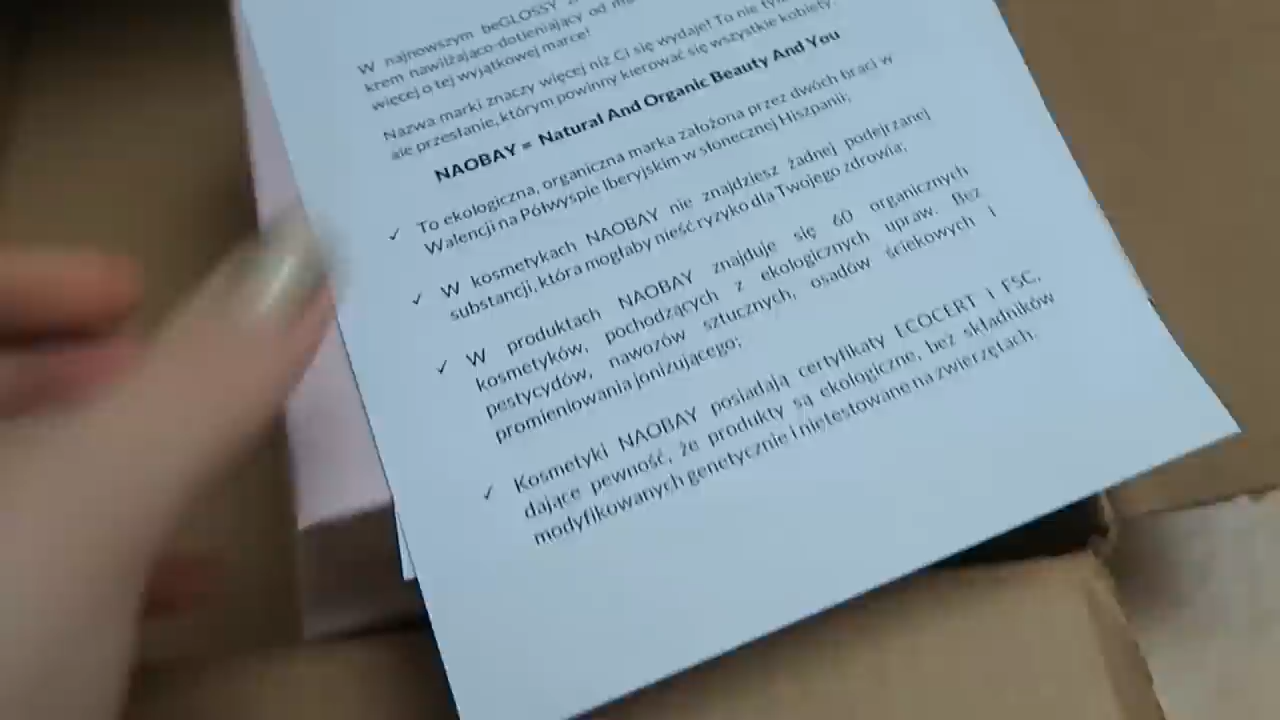 W najnowszym beGLOSSY
krem nawilżająco-dotleniający od
więcej o tej wyjątkowej marce!
Nazwa marki znaczy więcej niż Ci się wydaje! To nie
ale przesłanie, którym powinny kierować się wszystkie kobiety.
NAOBAY = Natural And Organic Beauty And You
✓ To ekologiczna, organiczna marka założona przez dwóch braci w
Walencji na Półwyspie Iberyjskim w słonecznej Hiszpanii;
✓ W kosmetykach NAOBAY nie znajdziesz żadnej podejrzanej
substancji, która mogłaby nieść ryzyko dla Twojego zdrowia;
✓ W produktach NAOBAY znajduje się 60 organicznych
kosmetyków, pochodzących z ekologicznych upraw. Bez
pestycydów, nawozów sztucznych, osadów ściekowych i
promieniowania jonizującego;
✓ Kosmetyki NAOBAY posiadają certyfikaty ECOCERT i FSC,
dające pewność, że produkty są ekologiczne, bez składników
modyfikowanych genetycznie i nietestowane na zwierzętach.